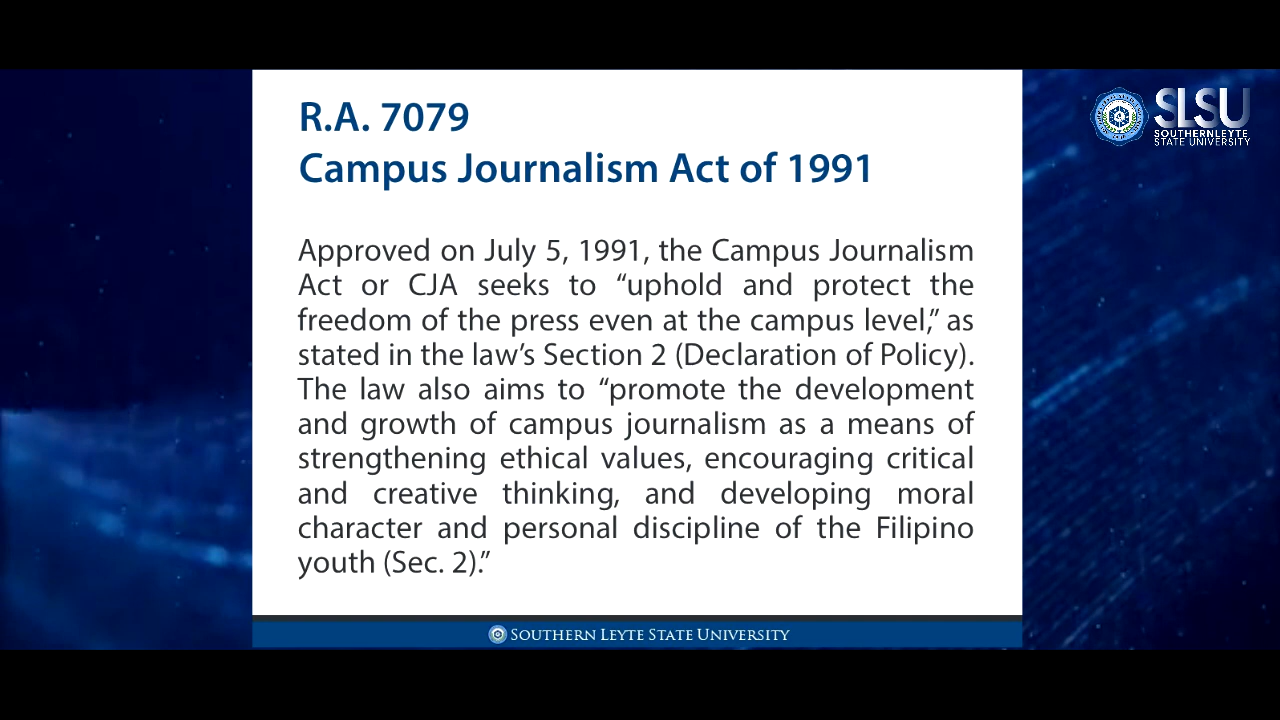 R.A. 7079
Campus Journalism Act of 1991
Approved on July 5, 1991, the Campus Journalism
Act or CJA seeks to “uphold and protect the
freedom of the press even at the campus level,” as
stated in the law’s Section 2 (Declaration of Policy).
The law also aims to “promote the development
and growth of campus journalism as a means of
strengthening ethical values, encouraging critical
and creative thinking, and developing moral
character and personal discipline of the Filipino
youth (Sec. 2).”
SOUTHERN LEYTE STATE UNIVERSITY
SLSU
SOUTHERN LEYTE
STATE UNIVERSITY